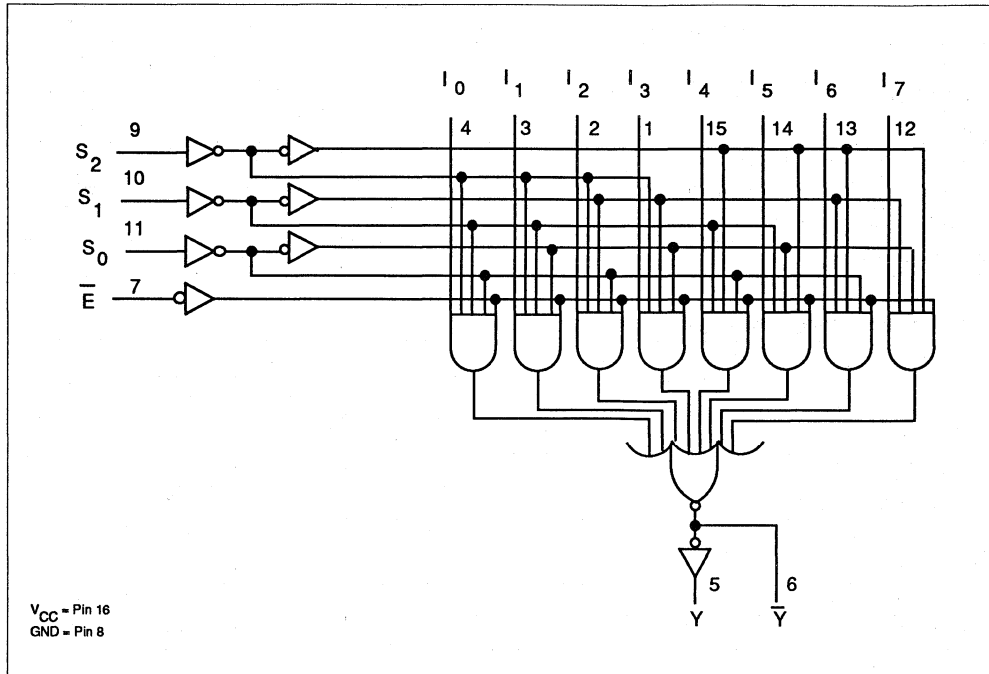 I0 I1 I2 I3 I4 I5 I6 I7
4 3 2 1 15 14 13 12
S2 9
S1 10
S0 11
E̅ 7
5 6
Y Y̅
VCC = Pin 16
GND = Pin 8